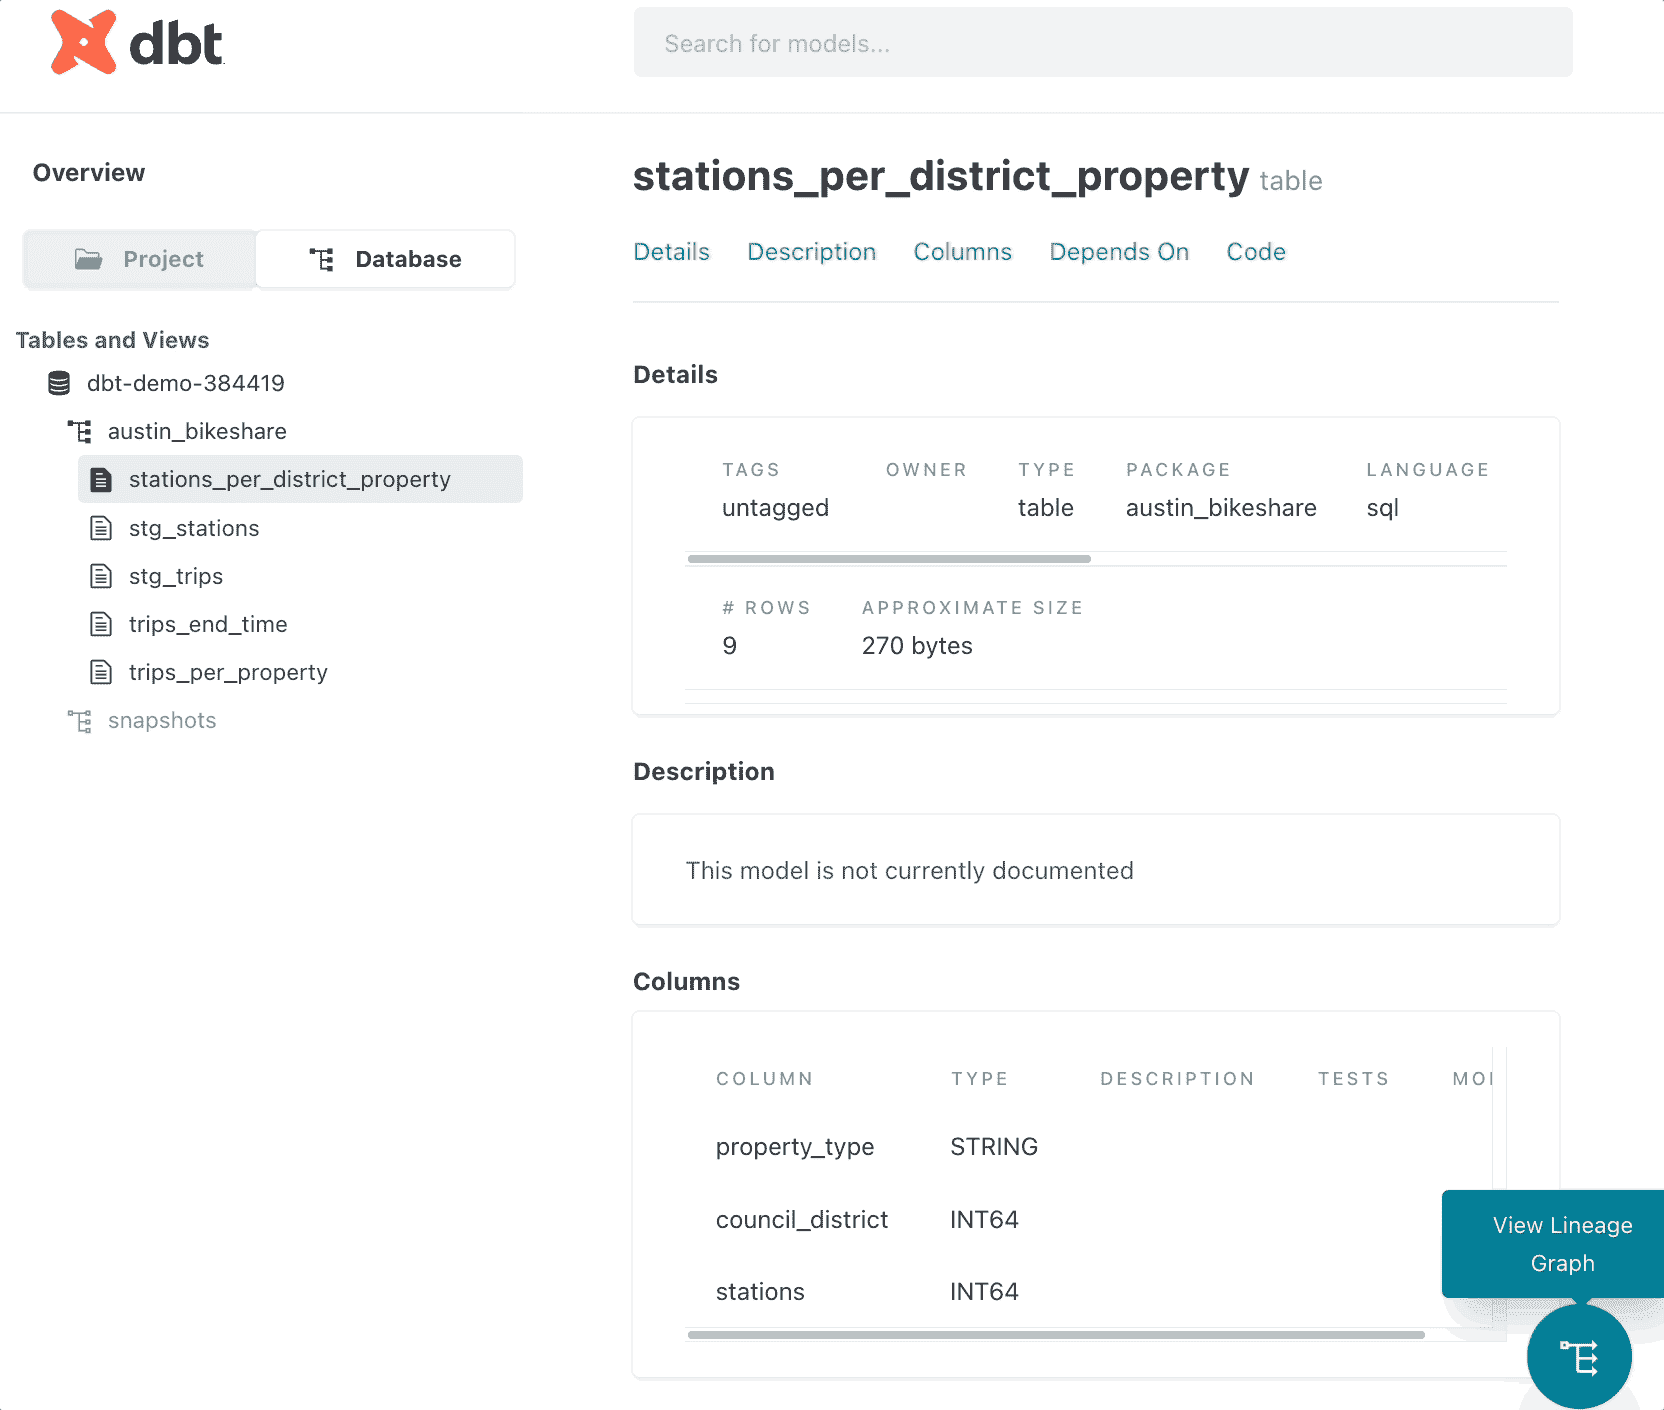 dbt
Search for models...
Overview
Project
Database
Tables and Views
dbt-demo-384419
austin_bikeshare
stations_per_district_property
stg_stations
stg_trips
trips_end_time
trips_per_property
snapshots
stations_per_district_property table
Details Description Columns Depends On Code
Details
TAGS OWNER TYPE PACKAGE LANGUAGE
untagged table austin_bikeshare sql
# ROWS APPROXIMATE SIZE
9 270 bytes
Description
This model is not currently documented
Columns
COLUMN TYPE DESCRIPTION TESTS
property_type STRING
council_district INT64
stations INT64
View Lineage
Graph